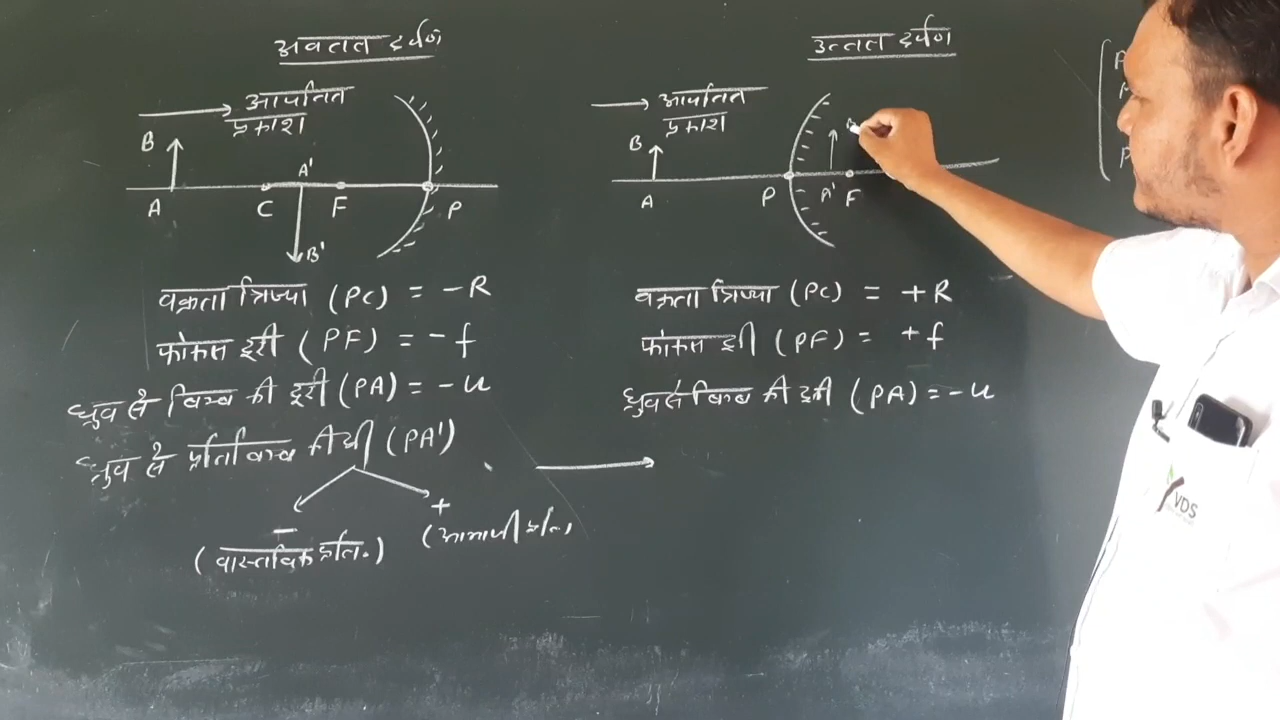 अवतल दर्पण
आपतित
प्रकाश
B
A'
A C F P
B'
वक्रता त्रिज्या (PC) = -R
फोकस दूरी (PF) = -f
ध्रुव से बिम्ब की दूरी (PA) = -u
ध्रुव से प्रतिबिम्ब की दूरी (PA')
- +
(वास्तविक प्रति.) (आभासी प्रति.)
उत्तल दर्पण
आपतित
प्रकाश
B
A P A' F
वक्रता त्रिज्या (PC) = +R
फोकस दूरी (PF) = +f
ध्रुव से बिम्ब की दूरी (PA) = -u
VDS